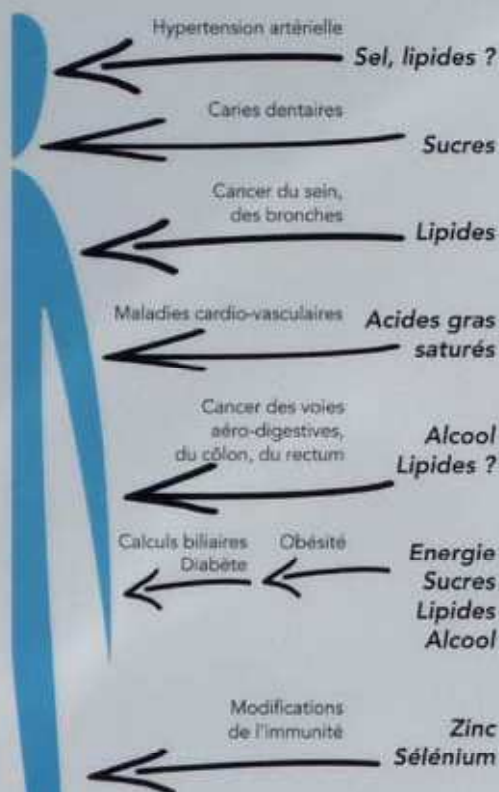 Hypertension artérielle
Sel, lipides ?
Caries dentaires
Sucres
Cancer du sein,
des bronches
Lipides
Maladies cardio-vasculaires
Acides gras
saturés
Cancer des voies
aéro-digestives,
du côlon, du rectum
Alcool
Lipides ?
Calculs biliaires
Diabète
Obésité
Energie
Sucres
Lipides
Alcool
Modifications
de l'immunité
Zinc
Sélénium